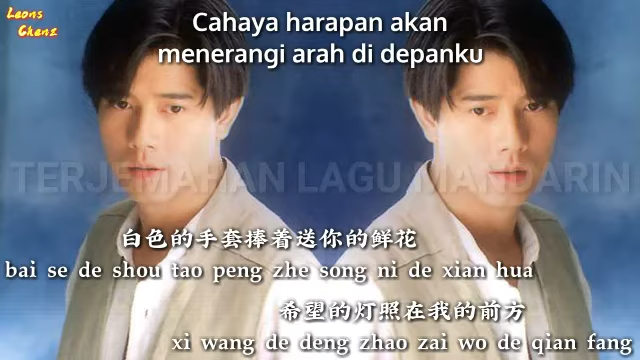 Leons
Chenz
Cahaya harapan akan
menerangi arah di depanku
TERJEMAHAN LAGU MANDARIN
白色的手套捧着送你的鲜花
bai se de shou tao peng zhe song ni de xian hua
希望的灯照在我的前方
xi wang de deng zhao zai wo de qian fang